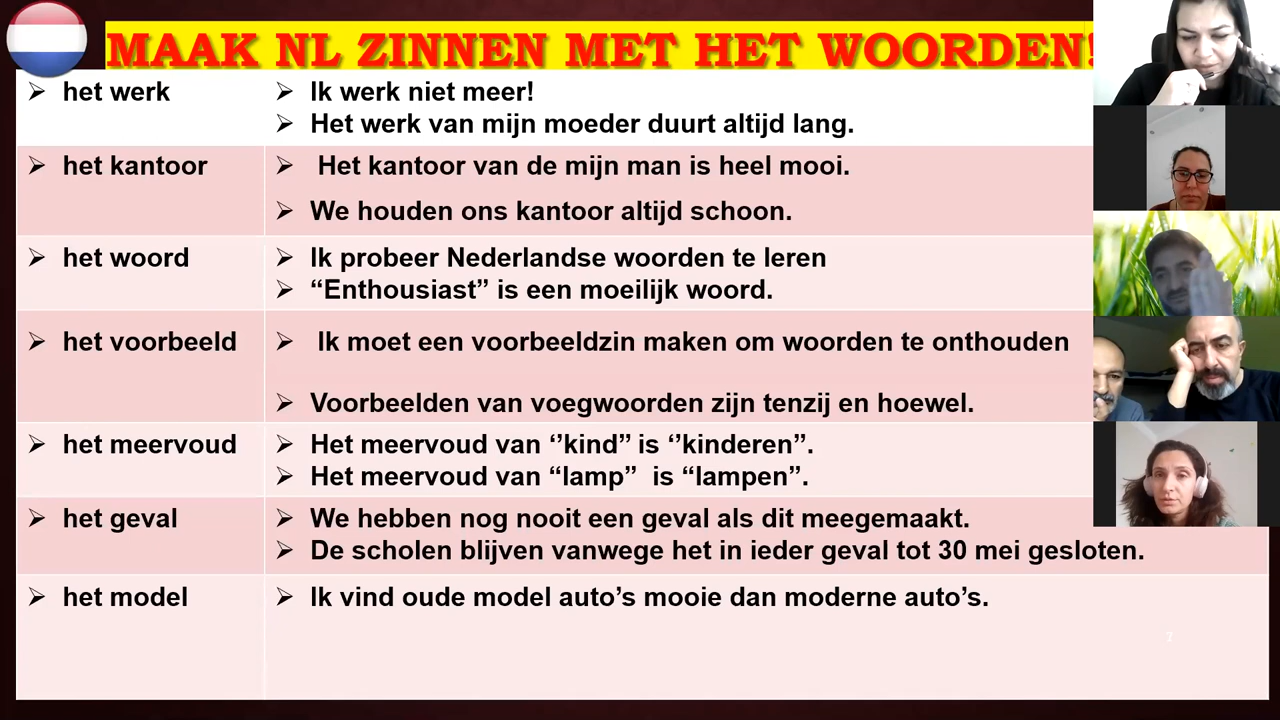 MAAK NL ZINNEN MET HET WOORDEN!
➢ het werk
➢ Ik werk niet meer!
➢ Het werk van mijn moeder duurt altijd lang.
➢ het kantoor
➢ Het kantoor van de mijn man is heel mooi.
➢ We houden ons kantoor altijd schoon.
➢ het woord
➢ Ik probeer Nederlandse woorden te leren
➢ “Enthousiast” is een moeilijk woord.
➢ het voorbeeld
➢ Ik moet een voorbeeldzin maken om woorden te onthouden
➢ Voorbeelden van voegwoorden zijn tenzij en hoewel.
➢ het meervoud
➢ Het meervoud van ‘’kind’’ is ‘’kinderen”.
➢ Het meervoud van “lamp” is “lampen”.
➢ het geval
➢ We hebben nog nooit een geval als dit meegemaakt.
➢ De scholen blijven vanwege het in ieder geval tot 30 mei gesloten.
➢ het model
➢ Ik vind oude model auto’s mooie dan moderne auto’s.
7